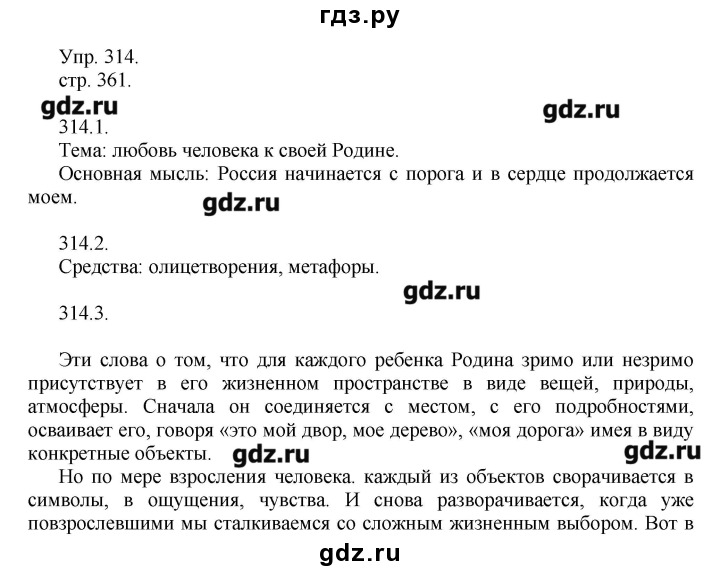 гдз.ру
Упр. 314.
стр. 361.
gdz.ru
gdz.ru
314.1.
Тема: любовь человека к своей Родине.
Основная мысль: Россия начинается с порога и в сердце продолжается
моем.
gdz.ru
314.2.
Средства: олицетворения, метафоры.
gdz.ru
314.3.
Эти слова о том, что для каждого ребенка Родина зримо или незримо
присутствует в его жизненном пространстве в виде вещей, природы,
атмосферы. Сначала он соединяется с местом, с его подробностями,
осваивает его, говоря «это мой двор, мое дерево», «моя дорога» имея в виду
конкретные объекты.
gdz.ru
gdz.ru
Но по мере взросления человека. каждый из объектов сворачивается в
символы, в ощущения, чувства. И снова разворачивается, когда уже
повзрослевшими мы сталкиваемся со сложным жизненным выбором. Вот в
gdz.ru